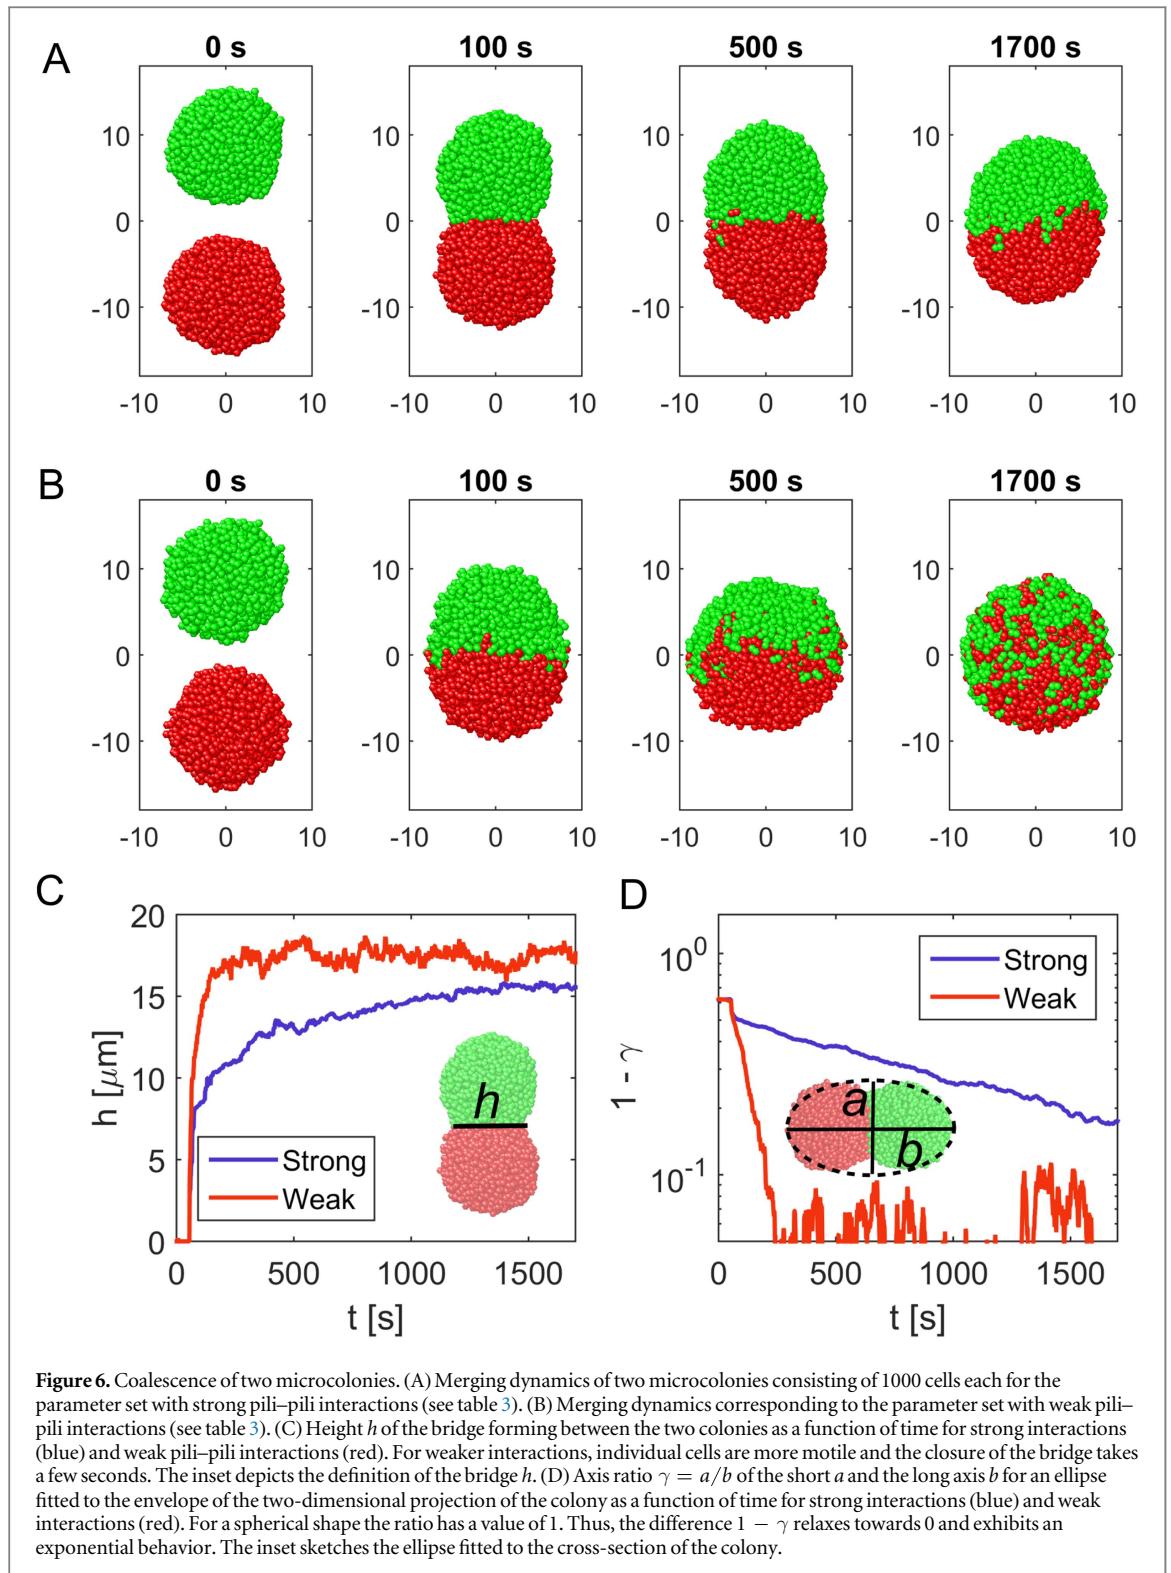 A
0 s 100 s 500 s 1700 s
10 10 10 10
0 0 0 0
-10 -10 -10 -10
-10 0 10 -10 0 10 -10 0 10 -10 0 10
B
0 s 100 s 500 s 1700 s
10 10 10 10
0 0 0 0
-10 -10 -10 -10
-10 0 10 -10 0 10 -10 0 10 -10 0 10
C
20
15
10
5
0
h [μm]
h
Strong
Weak
0 500 1000 1500
t [s]
D
10⁰
10⁻¹
1 - γ
Strong
Weak
a
b
0 500 1000 1500
t [s]
Figure 6. Coalescence of two microcolonies. (A) Merging dynamics of two microcolonies consisting of 1000 cells each for the
parameter set with strong pili–pili interactions (see table 3). (B) Merging dynamics corresponding to the parameter set with weak pili–
pili interactions (see table 3). (C) Height h of the bridge forming between the two colonies as a function of time for strong interactions
(blue) and weak pili–pili interactions (red). For weaker interactions, individual cells are more motile and the closure of the bridge takes
a few seconds. The inset depicts the definition of the bridge h. (D) Axis ratio γ = a/b of the short a and the long axis b for an ellipse
fitted to the envelope of the two-dimensional projection of the colony as a function of time for strong interactions (blue) and weak
interactions (red). For a spherical shape the ratio has a value of 1. Thus, the difference 1 − γ relaxes towards 0 and exhibits an
exponential behavior. The inset sketches the ellipse fitted to the cross-section of the colony.